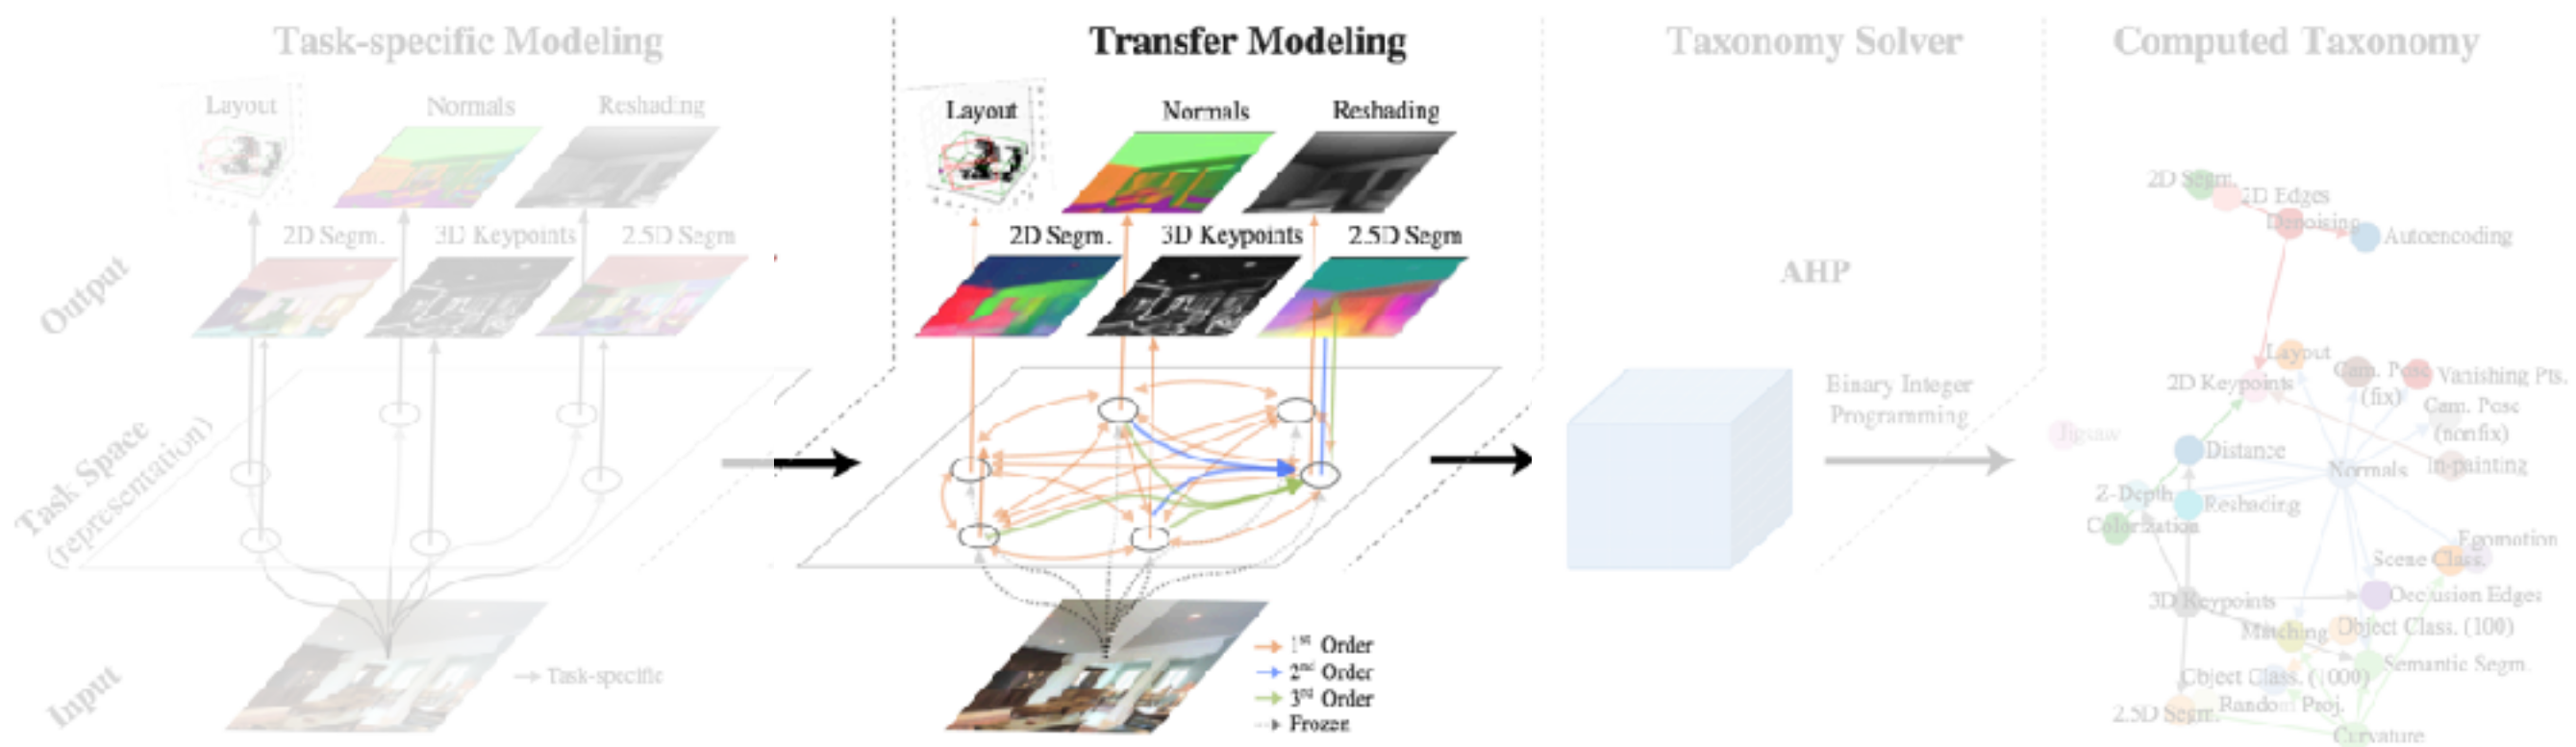 Task-specific Modeling
Transfer Modeling
Taxonomy Solver
Computed Taxonomy
Layout
Normals
Reshading
2D Segm.
3D Keypoints
2.5D Segm
Output
Task Space
(representation)
Input
Task-specific
Layout
Normals
Reshading
2D Segm.
3D Keypoints
2.5D Segm
1st Order
2nd Order
3rd Order
Frozen
AHP
Binary Integer
Programming
2D Segm.
2D Edges
Denoising
Autoencoding
Layout
Cam. Pose
(fix)
Vanishing Pts.
2D Keypoints
Cam. Pose
(nonfix)
Jigsaw
Distance
Normals
In-painting
Z-Depth
Reshading
Colorization
Egomotion
Scene Class.
3D Keypoints
Occlusion Edges
Matching
Object Class. (100)
Semantic Segm.
Object Class. (1000)
Random Proj.
2.5D Segm.
Curvature